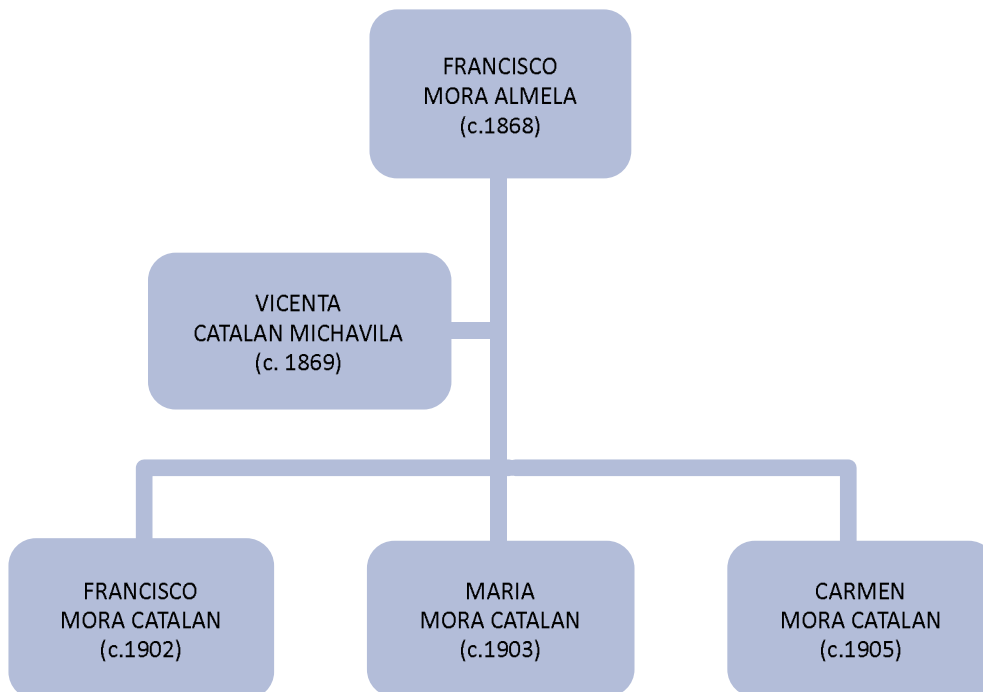 FRANCISCO
MORA ALMELA
(c.1868)
VICENTA
CATALAN MICHAVILA
(c. 1869)
FRANCISCO
MORA CATALAN
(c.1902)
MARIA
MORA CATALAN
(c.1903)
CARMEN
MORA CATALAN
(c.1905)